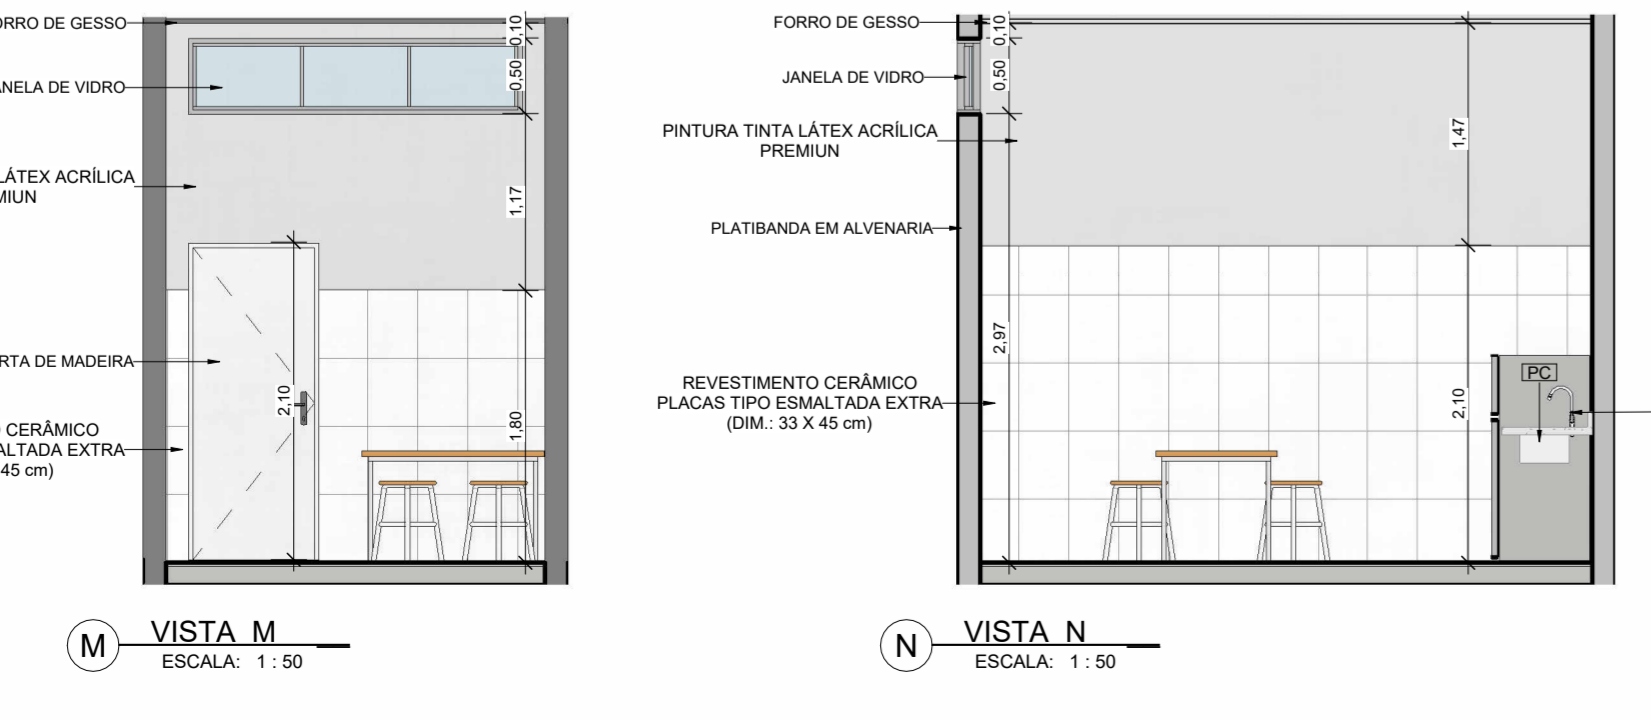 ORRO DE GESSO
ANELA DE VIDRO
LÁTEX ACRÍLICA
MIUN
RTA DE MADEIRA
CERÂMICO
ALTADA EXTRA
45 cm)
0,10
0,50
1,17
2,10
1,80
M
VISTA M
ESCALA: 1 : 50
FORRO DE GESSO
JANELA DE VIDRO
PINTURA TINTA LÁTEX ACRÍLICA
PREMIUN
PLATIBANDA EM ALVENARIA
REVESTIMENTO CERÂMICO
PLACAS TIPO ESMALTADA EXTRA
(DIM.: 33 X 45 cm)
0,10
0,50
1,47
2,97
2,10
PC
N
VISTA N
ESCALA: 1 : 50